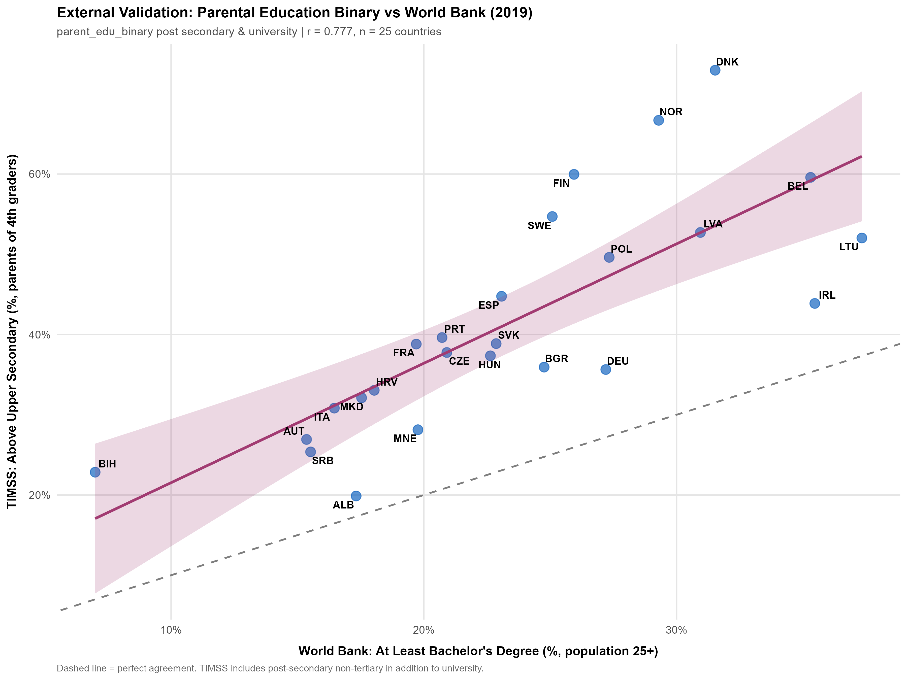 External Validation: Parental Education Binary vs World Bank (2019)
parent_edu_binary post secondary & university | r = 0.777, n = 25 countries
TIMSS: Above Upper Secondary (%, parents of 4th graders)
60%
40%
20%
DNK
NOR
FIN
BEL
SWE
LVA
LTU
POL
ESP
IRL
PRT
SVK
FRA
CZE
HUN
BGR
DEU
HRV
MKD
ITA
AUT
MNE
SRB
BIH
ALB
10%
20%
30%
World Bank: At Least Bachelor's Degree (%, population 25+)
Dashed line = perfect agreement. TIMSS includes post-secondary non-tertiary in addition to university.